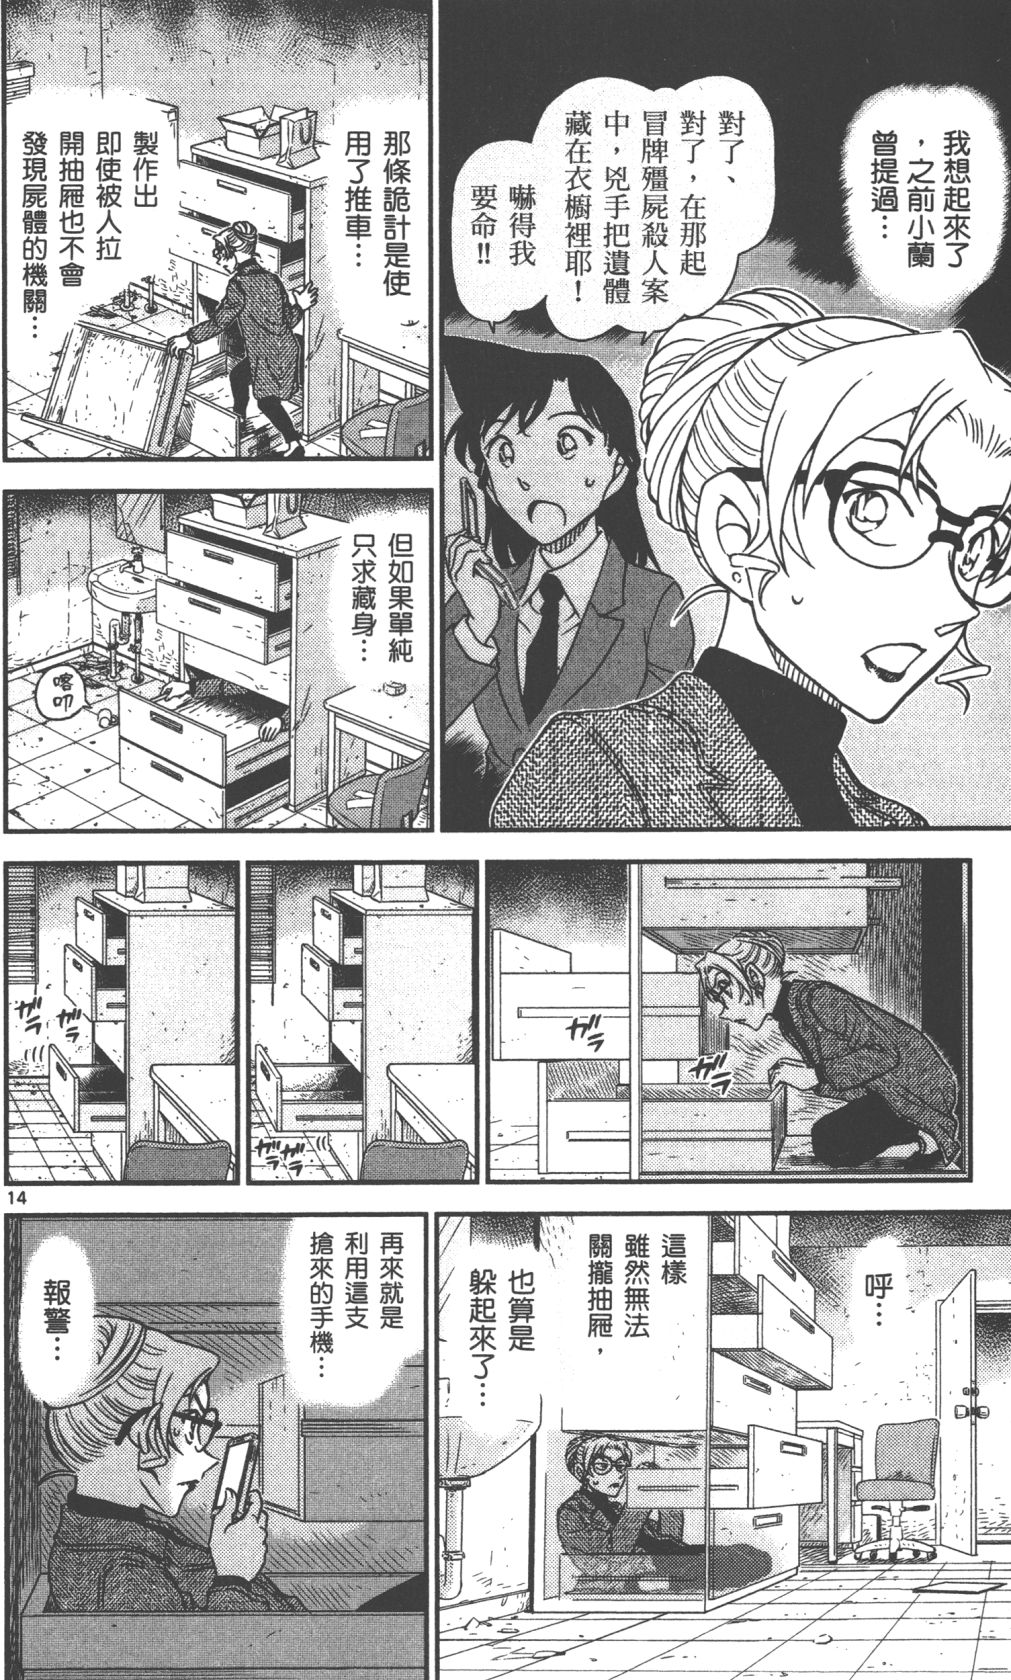 我想起來了
，之前小蘭
曾提過…
對了、
對了，在那起
冒牌殭屍殺人案
中，兇手把遺體
藏在衣櫥裡耶！
嚇得我
要命!!
那條詭計是使
用了推車…
製作出
即使被人拉
開抽屜也不會
發現屍體的機關…
但如果單純
只求藏身…
喀叩
ガラ
ガラ
ガラ
ガラ
ガラ
ガラ
呼…
這樣
雖然無法
關攏抽屜，
也算是
躲起來了…
再來就是
利用這支
搶來的手機…
報警…
14